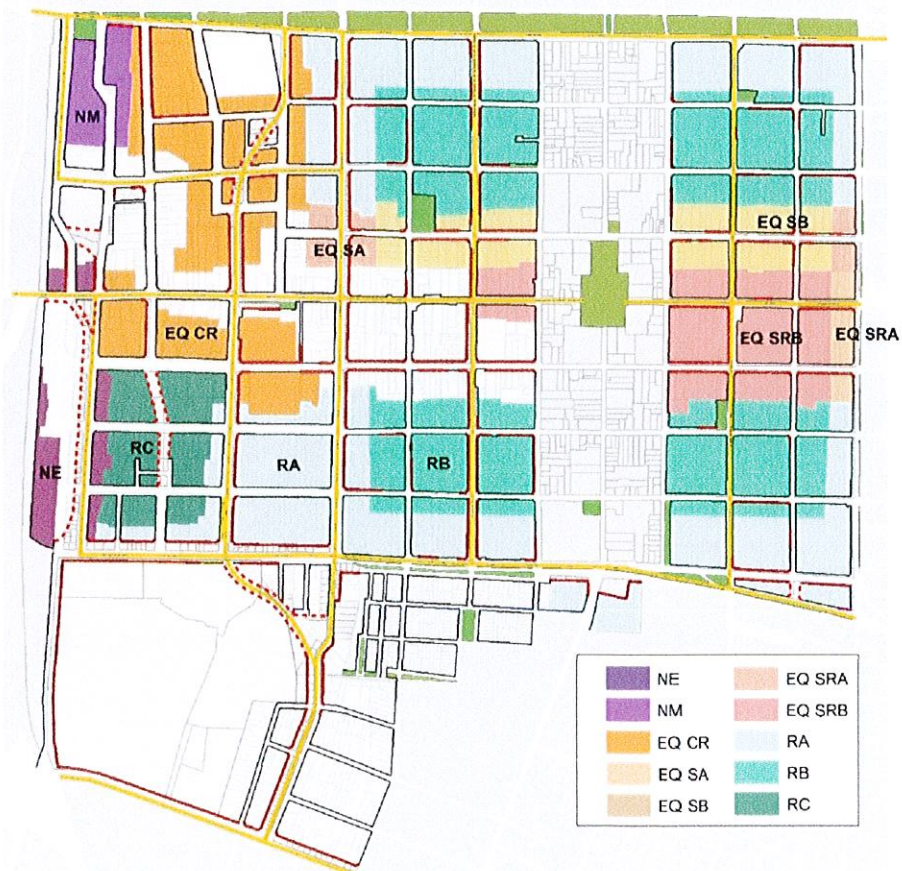 NM
EQ SB
EQ SA
EQ CR
EQ SRB
EQ SRA
NE
RC
RA
RB
NE
NM
EQ CR
EQ SA
EQ SB
EQ SRA
EQ SRB
RA
RB
RC